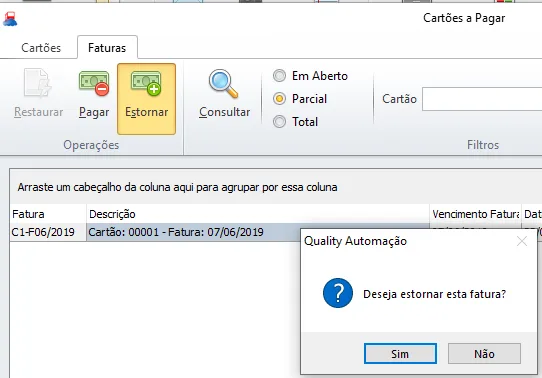 Cartões a Pagar
Cartões Faturas
Restaurar Pagar Estornar Consultar
Em Aberto
Parcial
Total
Cartão
Operações Filtros
Arraste um cabeçalho da coluna aqui para agrupar por essa coluna
Fatura Descrição Vencimento Fatura
C1-F06/2019 Cartão: 00001 - Fatura: 07/06/2019
Quality Automação
Deseja estornar esta fatura?
Sim Não